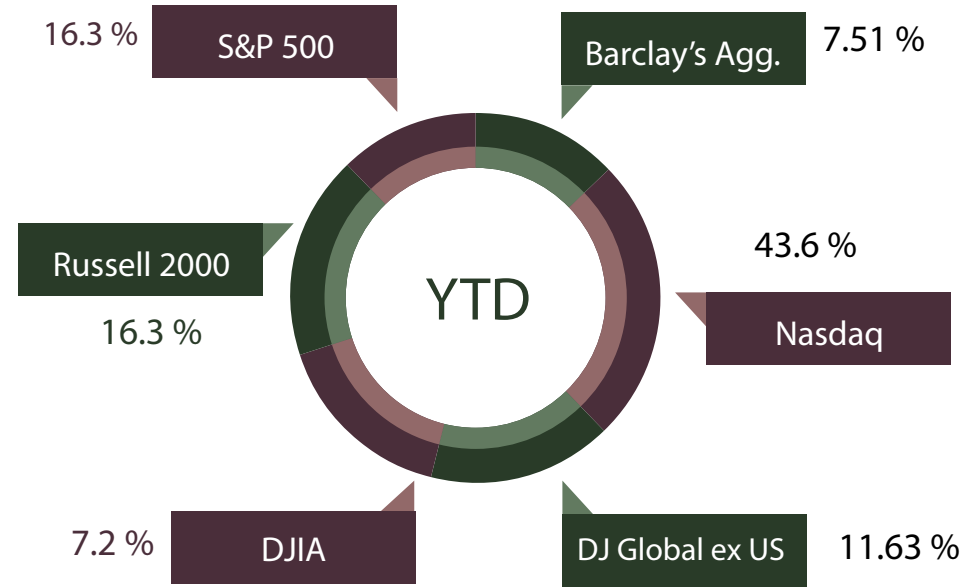 16.3 %
S&P 500
Barclay’s Agg.
7.51 %
Russell 2000
16.3 %
YTD
43.6 %
Nasdaq
7.2 %
DJIA
DJ Global ex US
11.63 %